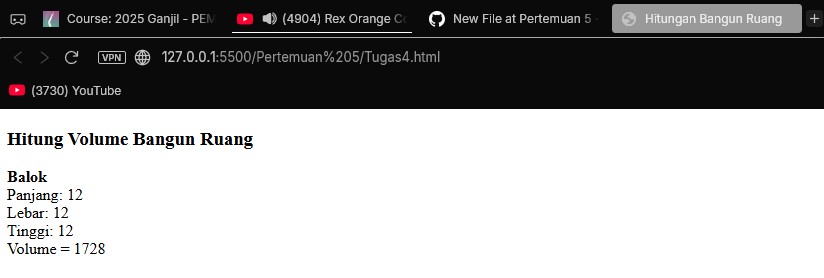 Course: 2025 Ganjil - PEM
(4904) Rex Orange Co
New File at Pertemuan 5
Hitungan Bangun Ruang
VPN
127.0.0.1:5500/Pertemuan%205/Tugas4.html
(3730) YouTube
Hitung Volume Bangun Ruang
Balok
Panjang: 12
Lebar: 12
Tinggi: 12
Volume = 1728